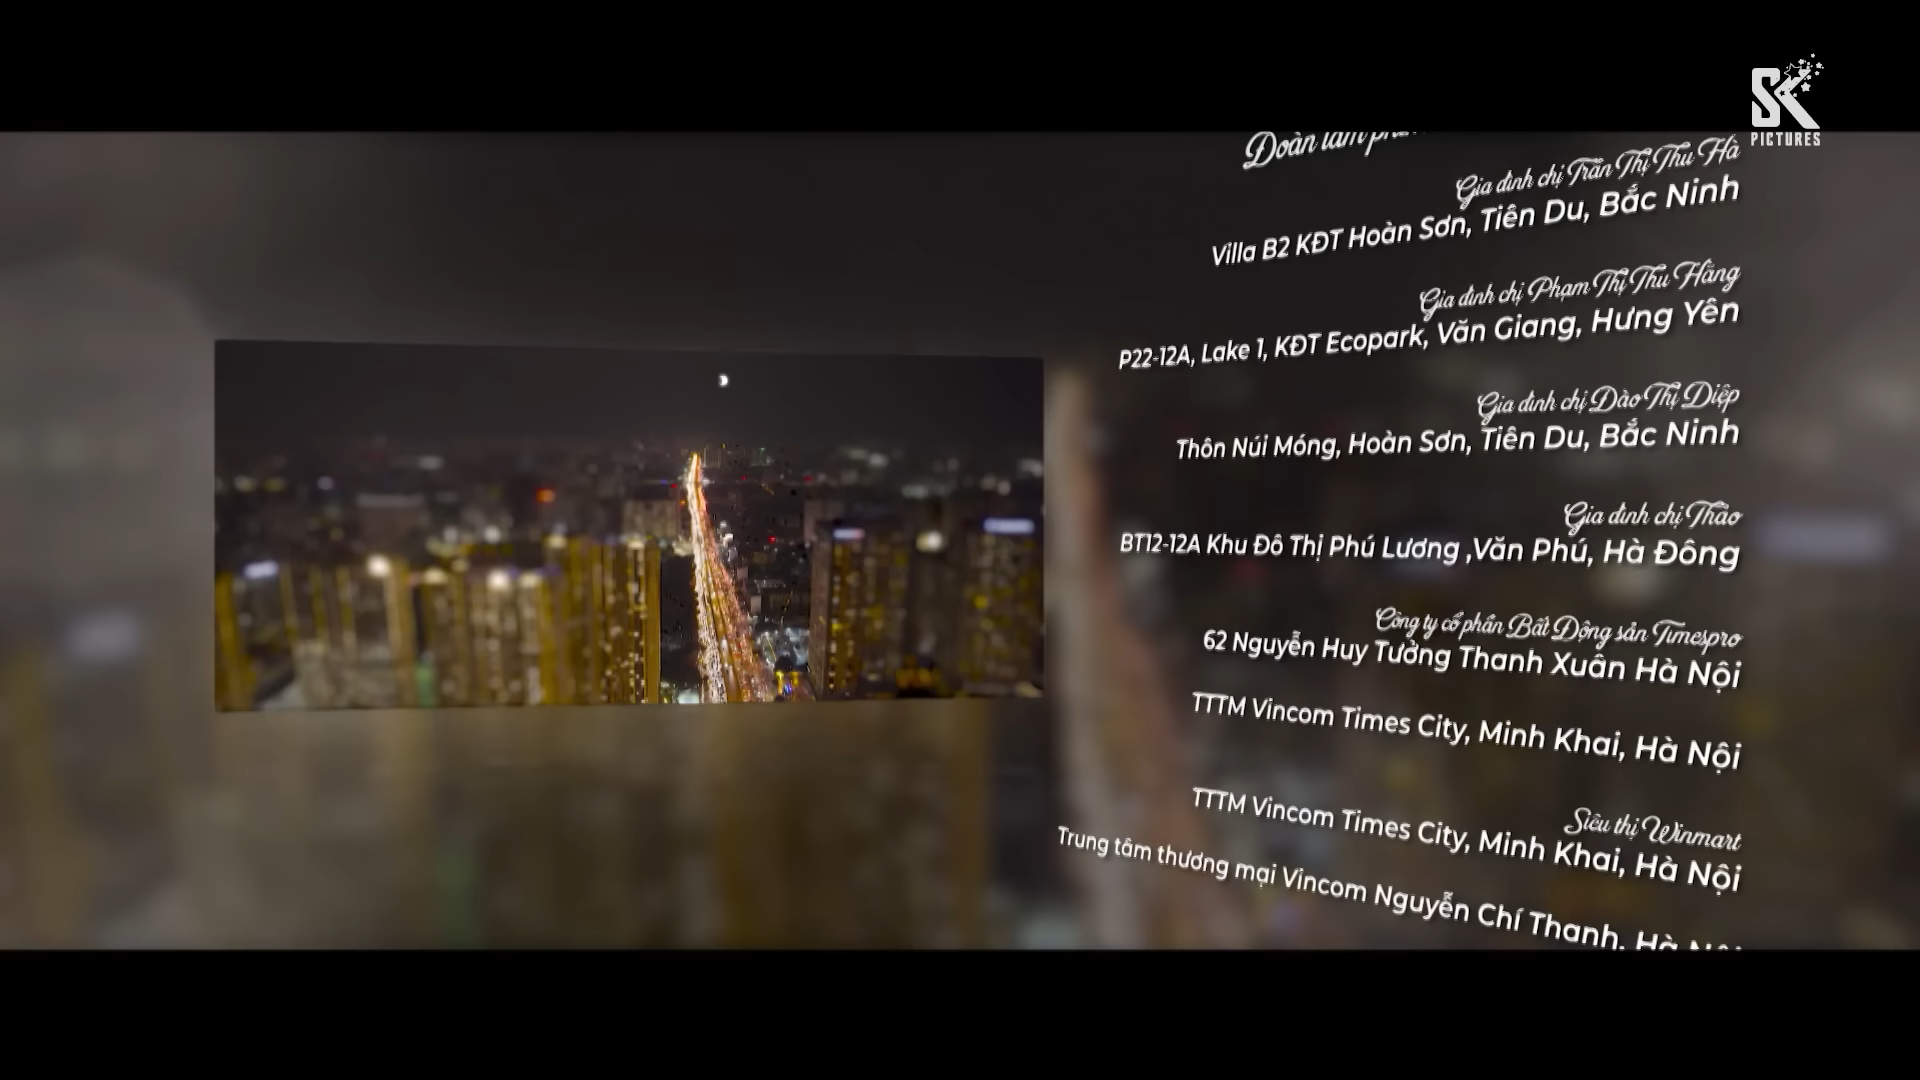 SK
PICTURES
Đoàn làm
Gia đình chị Trần Thị Thu Hà
Villa B2 KĐT Hoàn Sơn, Tiên Du, Bắc Ninh
Gia đình chị Phạm Thị Thu Hằng
P22-12A, Lake 1, KĐT Ecopark, Văn Giang, Hưng Yên
Gia đình chị Đào Thị Diệp
Thôn Núi Móng, Hoàn Sơn, Tiên Du, Bắc Ninh
Gia đình chị Thảo
BT12-12A Khu Đô Thị Phú Lương ,Văn Phú, Hà Đông
Công ty cổ phần Bất Động sản Timespro
62 Nguyễn Huy Tưởng Thanh Xuân Hà Nội
TTTM Vincom Times City, Minh Khai, Hà Nội
Siêu thị Winmart
TTTM Vincom Times City, Minh Khai, Hà Nội
Trung tâm thương mại Vincom Nguyễn Chí Thanh, Hà Nội